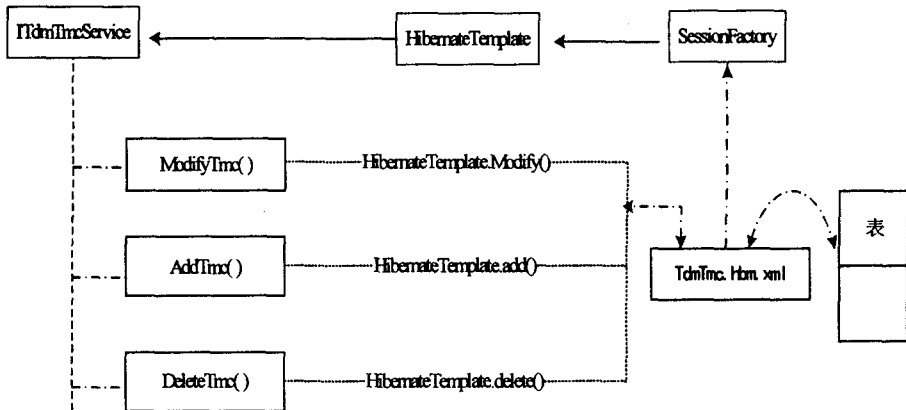 ITdmTmcService
HibernateTemplate
SessionFactory
ModifyTmc( )
HibernateTemplate.Modify()
表
AddTmc( )
HibernateTemplate.add()
TdmTmc. Hbm. xml
DeleteTmc( )
HibernateTemplate.delete()